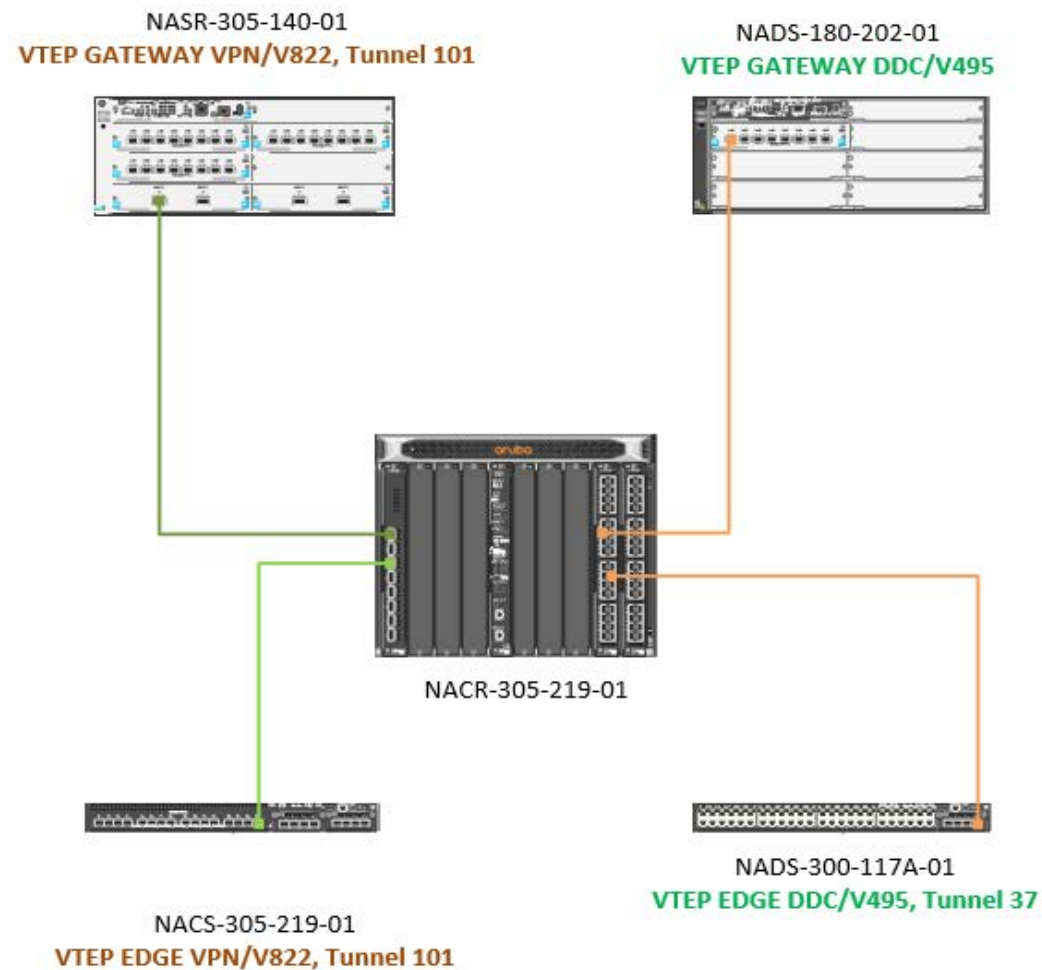 NASR-305-140-01
VTEP GATEWAY VPN/V822, Tunnel 101
NADS-180-202-01
VTEP GATEWAY DDC/V495
aruba
NACR-305-219-01
NADS-300-117A-01
VTEP EDGE DDC/V495, Tunnel 37
NACS-305-219-01
VTEP EDGE VPN/V822, Tunnel 101